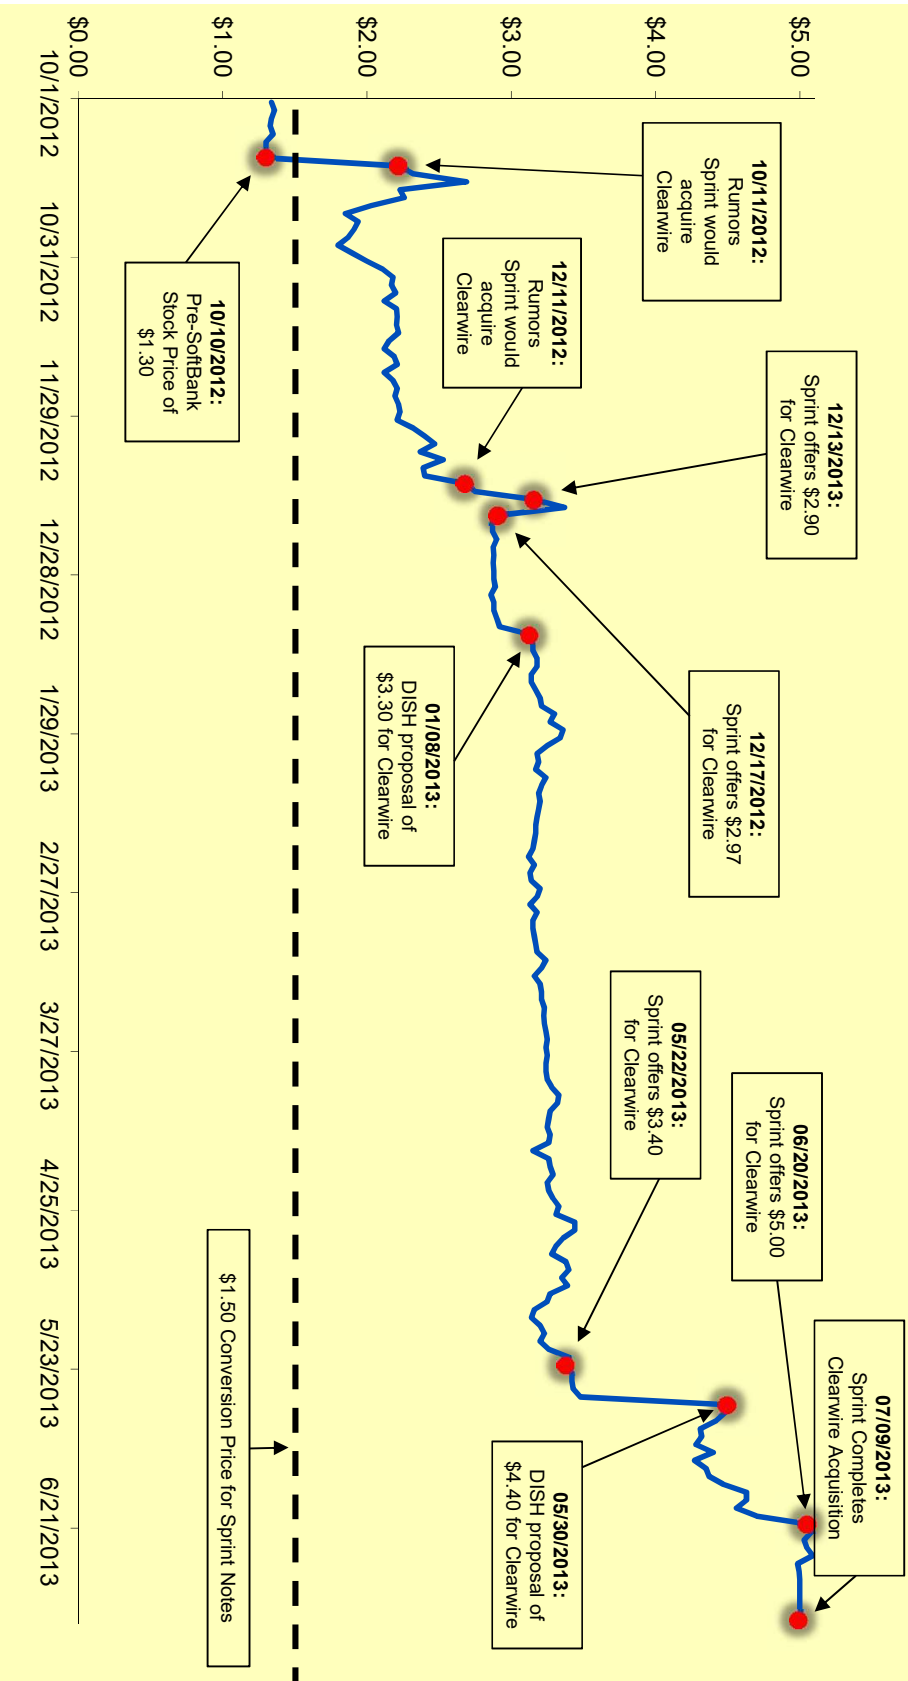 $5.00
$4.00
$3.00
$2.00
$1.00
$0.00
10/1/2012
10/31/2012
11/29/2012
12/28/2012
1/29/2013
2/27/2013
3/27/2013
4/25/2013
5/23/2013
6/21/2013
10/11/2012:
Rumors
Sprint would
acquire
Clearwire
10/10/2012:
Pre-SoftBank
Stock Price of
$1.30
12/11/2012:
Rumors
Sprint would
acquire
Clearwire
12/13/2013:
Sprint offers $2.90
for Clearwire
12/17/2012:
Sprint offers $2.97
for Clearwire
01/08/2013:
DISH proposal of
$3.30 for Clearwire
05/22/2013:
Sprint offers $3.40
for Clearwire
06/20/2013:
Sprint offers $5.00
for Clearwire
07/09/2013:
Sprint Completes
Clearwire Acquisition
05/30/2013:
DISH proposal of
$4.40 for Clearwire
$1.50 Conversion Price for Sprint Notes